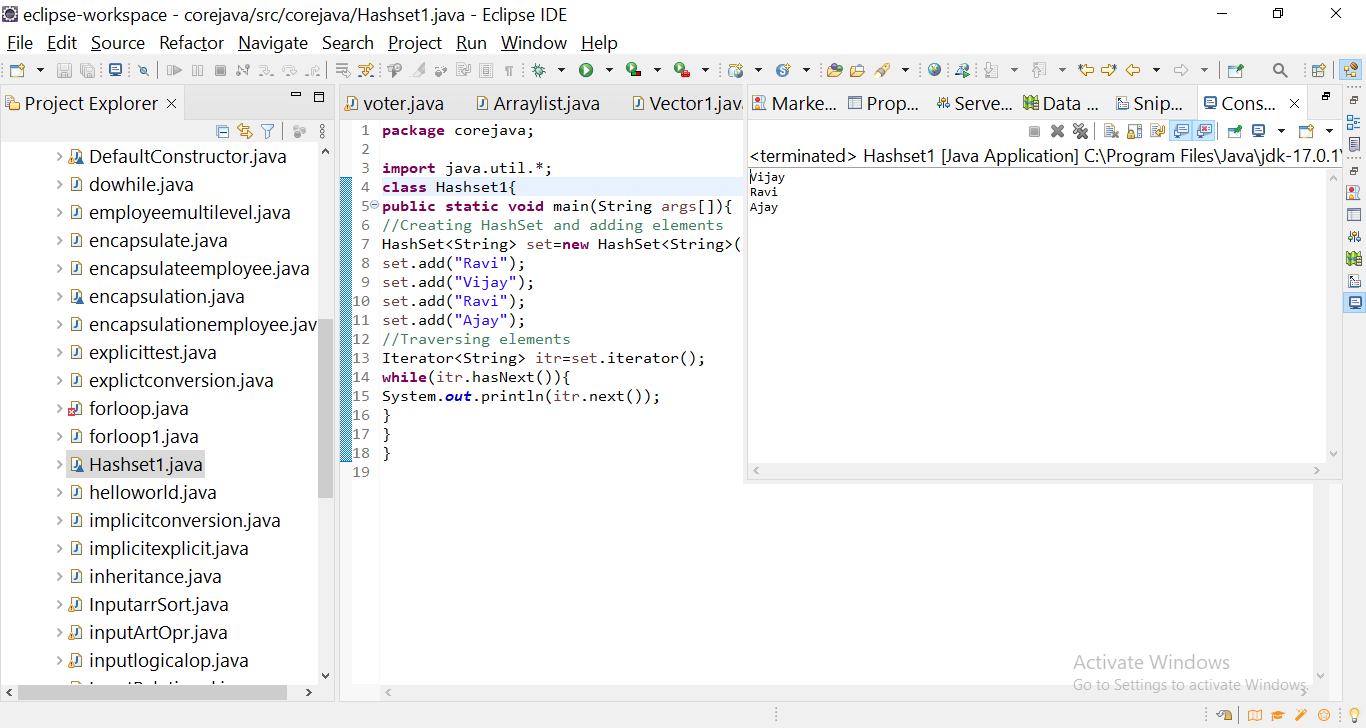 eclipse-workspace - corejava/src/corejava/Hashset1.java - Eclipse IDE
File Edit Source Refactor Navigate Search Project Run Window Help
Project Explorer
DefaultConstructor.java
dowhile.java
employeemultilevel.java
encapsulate.java
encapsulateemployee.java
encapsulation.java
encapsulationemployee.jav
explicittest.java
explictconversion.java
forloop.java
forloop1.java
Hashset1.java
helloworld.java
implicitconversion.java
implicitexplicit.java
inheritance.java
InputarrSort.java
inputArtOpr.java
inputlogicalop.java
voter.java Arraylist.java Vector1.jav
1 package corejava;
2
3 import java.util.*;
4 class Hashset1{
5 public static void main(String args[]){
6 //Creating HashSet and adding elements
7 HashSet<String> set=new HashSet<String>(
8 set.add("Ravi");
9 set.add("Vijay");
10 set.add("Ravi");
11 set.add("Ajay");
12 //Traversing elements
13 Iterator<String> itr=set.iterator();
14 while(itr.hasNext()){
15 System.out.println(itr.next());
16 }
17 }
18 }
19
Marke... Prop... Serve... Data ... Snip... Cons...
<terminated> Hashset1 [Java Application] C:\Program Files\Java\jdk-17.0.1\
Vijay
Ravi
Ajay
Activate Windows
Go to Settings to activate Windows.